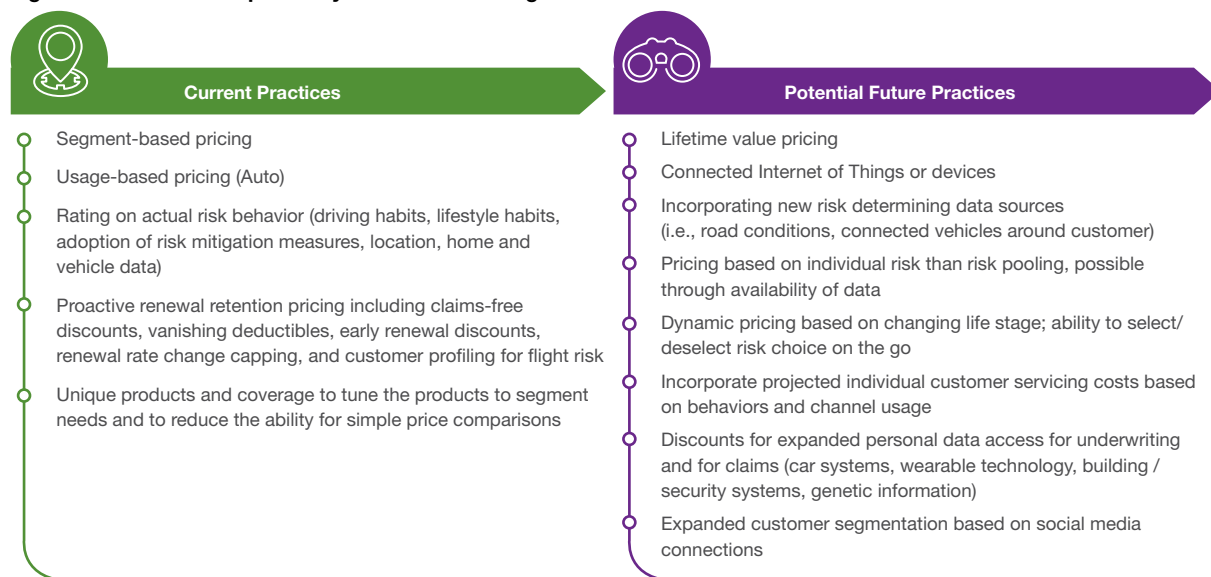 Current Practices
Segment-based pricing
Usage-based pricing (Auto)
Rating on actual risk behavior (driving habits, lifestyle habits,
adoption of risk mitigation measures, location, home and
vehicle data)
Proactive renewal retention pricing including claims-free
discounts, vanishing deductibles, early renewal discounts,
renewal rate change capping, and customer profiling for flight risk
Unique products and coverage to tune the products to segment
needs and to reduce the ability for simple price comparisons
Potential Future Practices
Lifetime value pricing
Connected Internet of Things or devices
Incorporating new risk determining data sources
(i.e., road conditions, connected vehicles around customer)
Pricing based on individual risk than risk pooling, possible
through availability of data
Dynamic pricing based on changing life stage; ability to select/
deselect risk choice on the go
Incorporate projected individual customer servicing costs based
on behaviors and channel usage
Discounts for expanded personal data access for underwriting
and for claims (car systems, wearable technology, building /
security systems, genetic information)
Expanded customer segmentation based on social media
connections